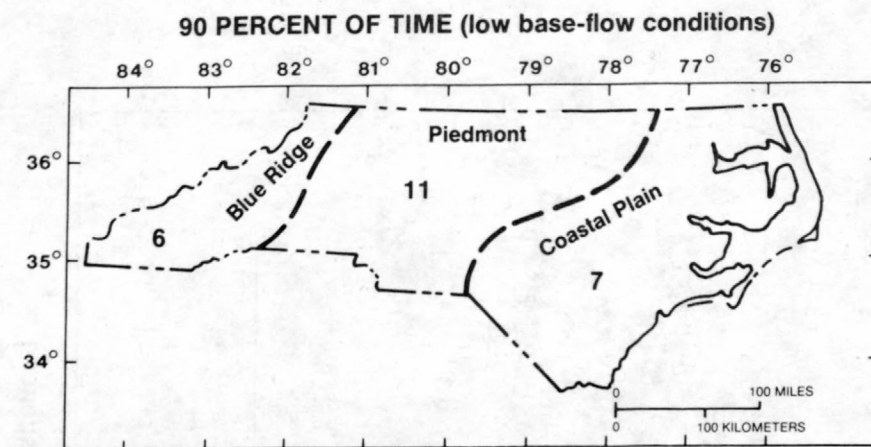 90 PERCENT OF TIME (low base-flow conditions)
84° 83° 82° 81° 80° 79° 78° 77° 76°
36°
35°
34°
Blue Ridge
Piedmont
Coastal Plain
6
11
7
0 100 MILES
0 100 KILOMETERS